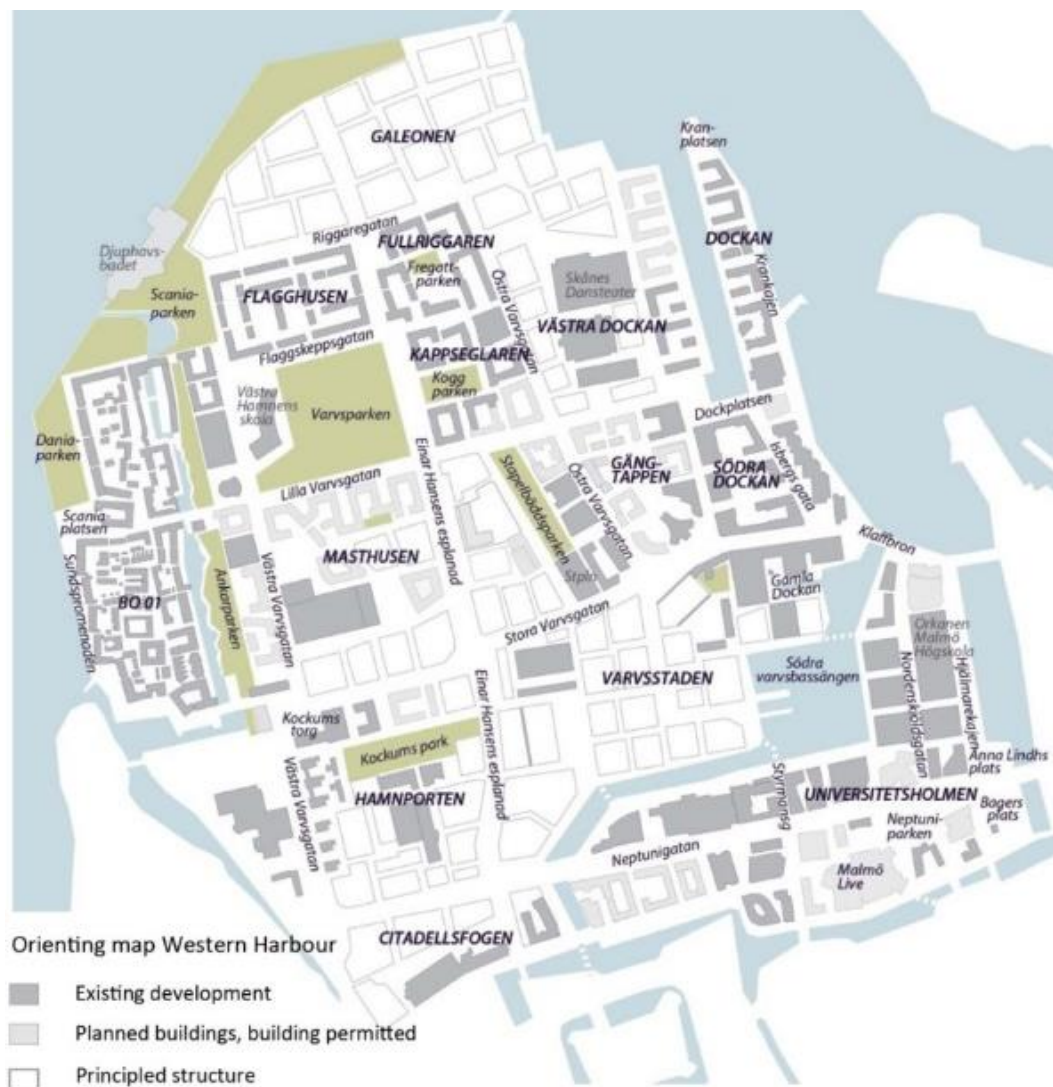 GALEONEN
Kran-
platsen
Riggaregatan
FULLRIGGAREN
DOCKAN
Djuphavs-
badet
Fregatt-
parken
Skånes
Dansteater
Krankajen
Scania-
parken
FLAGGHUSEN
Östra Varvsgatan
VÄSTRA DOCKAN
Flaggskeppsgatan
KAPPSEGLAREN
Kogg
parken
Västra
Hamnens
skola
Varvsparken
Dockplatsen
Dania-
parken
Einar Hansens esplanad
Stapelbäddsparken
GÄNG-
TAPPEN
SÖDRA
DOCKAN
Isbergs gata
Lilla Varvsgatan
Östra Varvsgatan
Scania-
platsen
Klaffbron
MASTHUSEN
Sundspromenaden
BO 01
Ankarparken
Västra Varvsgatan
Stpln
Gamla
Dockan
Stora Varvsgatan
Orkanen
Malmö
Högskola
VARVSSTADEN
Södra
varvsbassängen
Nordenskiöldsgatan
Hjälmarekajen
Kockums
torg
Einar Hansens esplanad
Kockums park
Anna Lindhs
plats
Västra Varvsgatan
HAMNPORTEN
Styrmansg
UNIVERSITETSHOLMEN
Bagers
plats
Neptuni-
parken
Neptunigatan
Malmö
Live
CITADELLSFOGEN
Orienting map Western Harbour
Existing development
Planned buildings, building permitted
Principled structure